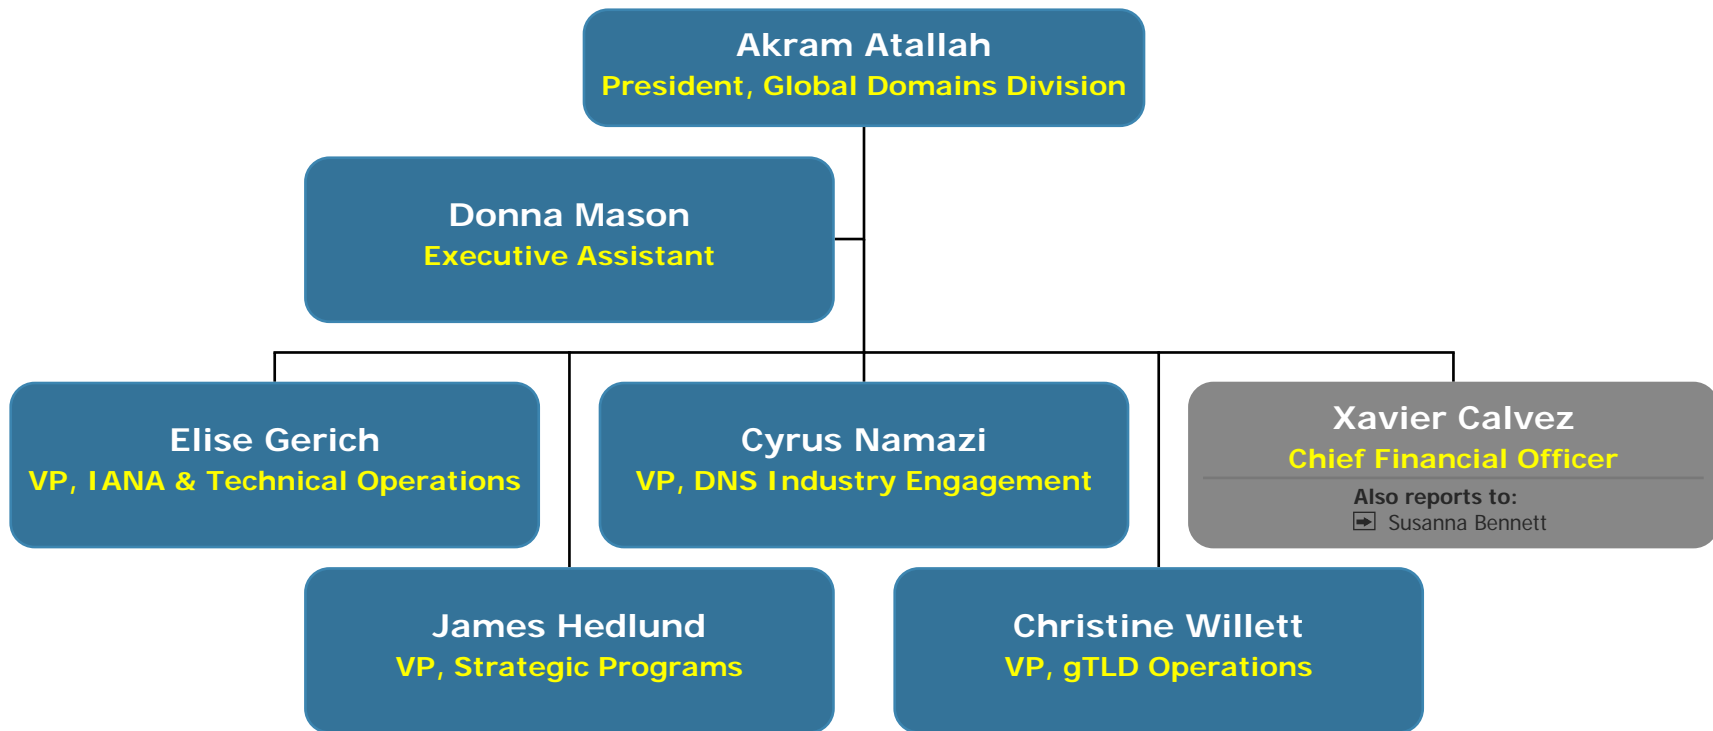 Akram Atallah
President, Global Domains Division
Donna Mason
Executive Assistant
Elise Gerich
VP, IANA & Technical Operations
Cyrus Namazi
VP, DNS Industry Engagement
Xavier Calvez
Chief Financial Officer
Also reports to:
Susanna Bennett
James Hedlund
VP, Strategic Programs
Christine Willett
VP, gTLD Operations